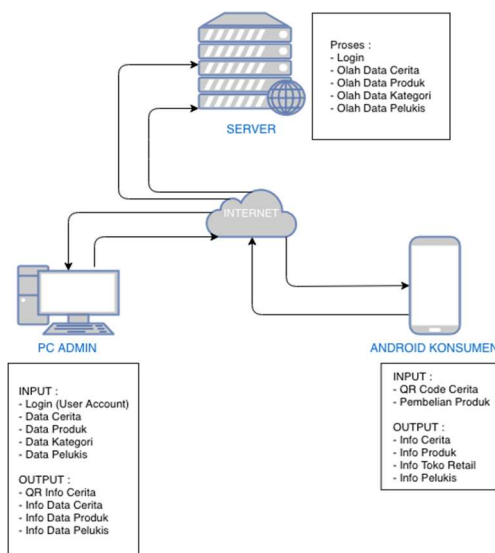 Proses :
- Login
- Olah Data Cerita
- Olah Data Produk
- Olah Data Kategori
- Olah Data Pelukis
SERVER
INTERNET
PC ADMIN
ANDROID KONSUMEN
INPUT :
- Login (User Account)
- Data Cerita
- Data Produk
- Data Kategori
- Data Pelukis
OUTPUT :
- QR Info Cerita
- Info Data Cerita
- Info Data Produk
- Info Data Pelukis
INPUT :
- QR Code Cerita
- Pembelian Produk
OUTPUT :
- Info Cerita
- Info Produk
- Info Toko Retail
- Info Pelukis